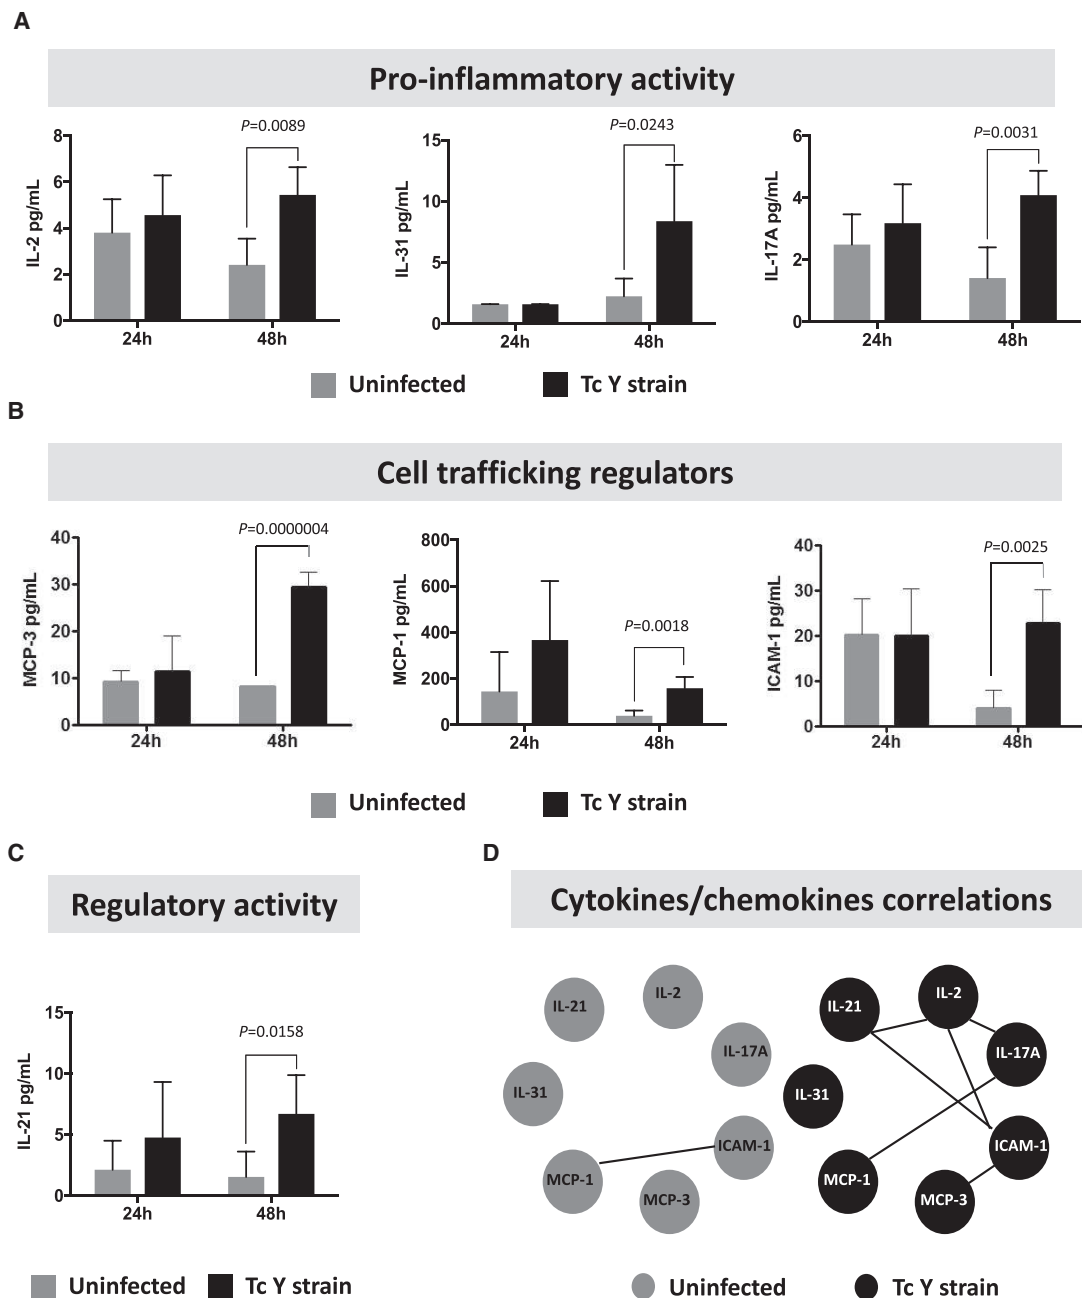 A
Pro-inflammatory activity
P=0.0089
8
6
4
2
0
IL-2 pg/mL
24h
48h
P=0.0243
15
10
5
0
IL-31 pg/mL
24h
48h
P=0.0031
6
4
2
0
IL-17A pg/mL
24h
48h
Uninfected
Tc Y strain
B
Cell trafficking regulators
P=0.0000004
40
30
20
10
0
MCP-3 pg/mL
24h
48h
P=0.0018
800
600
400
200
0
MCP-1 pg/mL
24h
48h
P=0.0025
40
30
20
10
0
ICAM-1 pg/mL
24h
48h
Uninfected
Tc Y strain
C
Regulatory activity
P=0.0158
15
10
5
0
IL-21 pg/mL
24h
48h
Uninfected
Tc Y strain
D
Cytokines/chemokines correlations
IL-21
IL-2
IL-17A
IL-31
ICAM-1
MCP-1
MCP-3
IL-21
IL-2
IL-17A
IL-31
ICAM-1
MCP-1
MCP-3
Uninfected
Tc Y strain